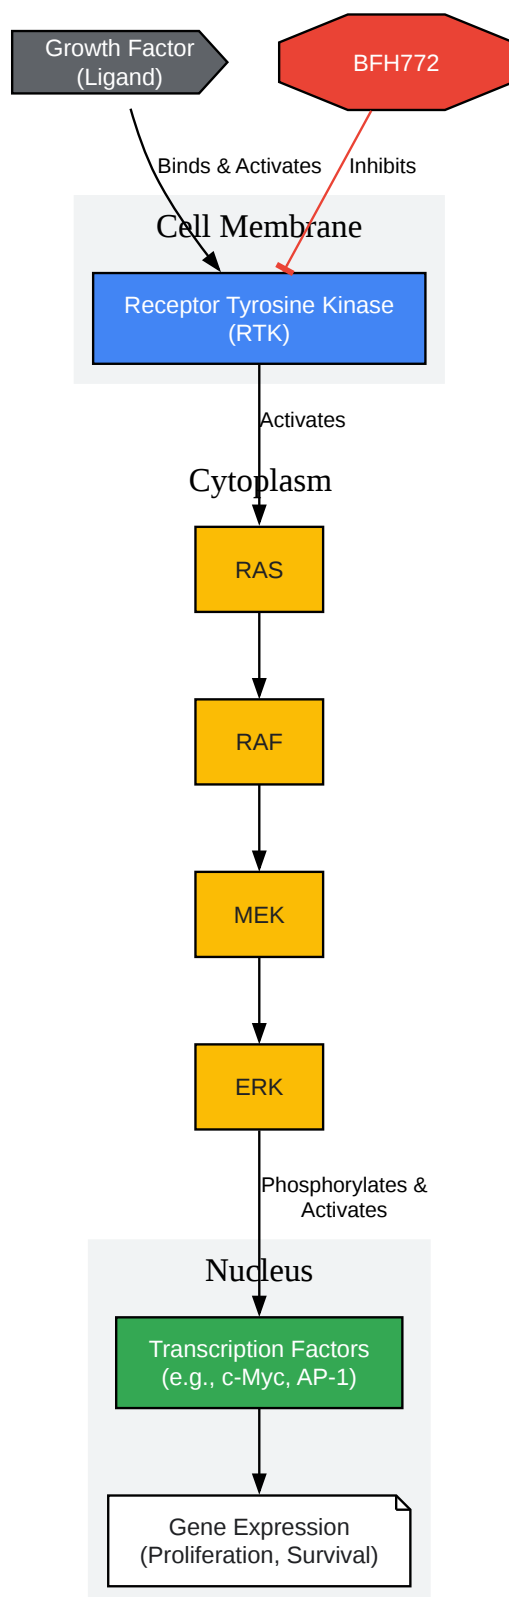 Growth Factor
(Ligand)
BFH772
Binds & Activates
Inhibits
Cell Membrane
Receptor Tyrosine Kinase
(RTK)
Activates
Cytoplasm
RAS
RAF
MEK
ERK
Phosphorylates &
Activates
Nucleus
Transcription Factors
(e.g., c-Myc, AP-1)
Gene Expression
(Proliferation, Survival)